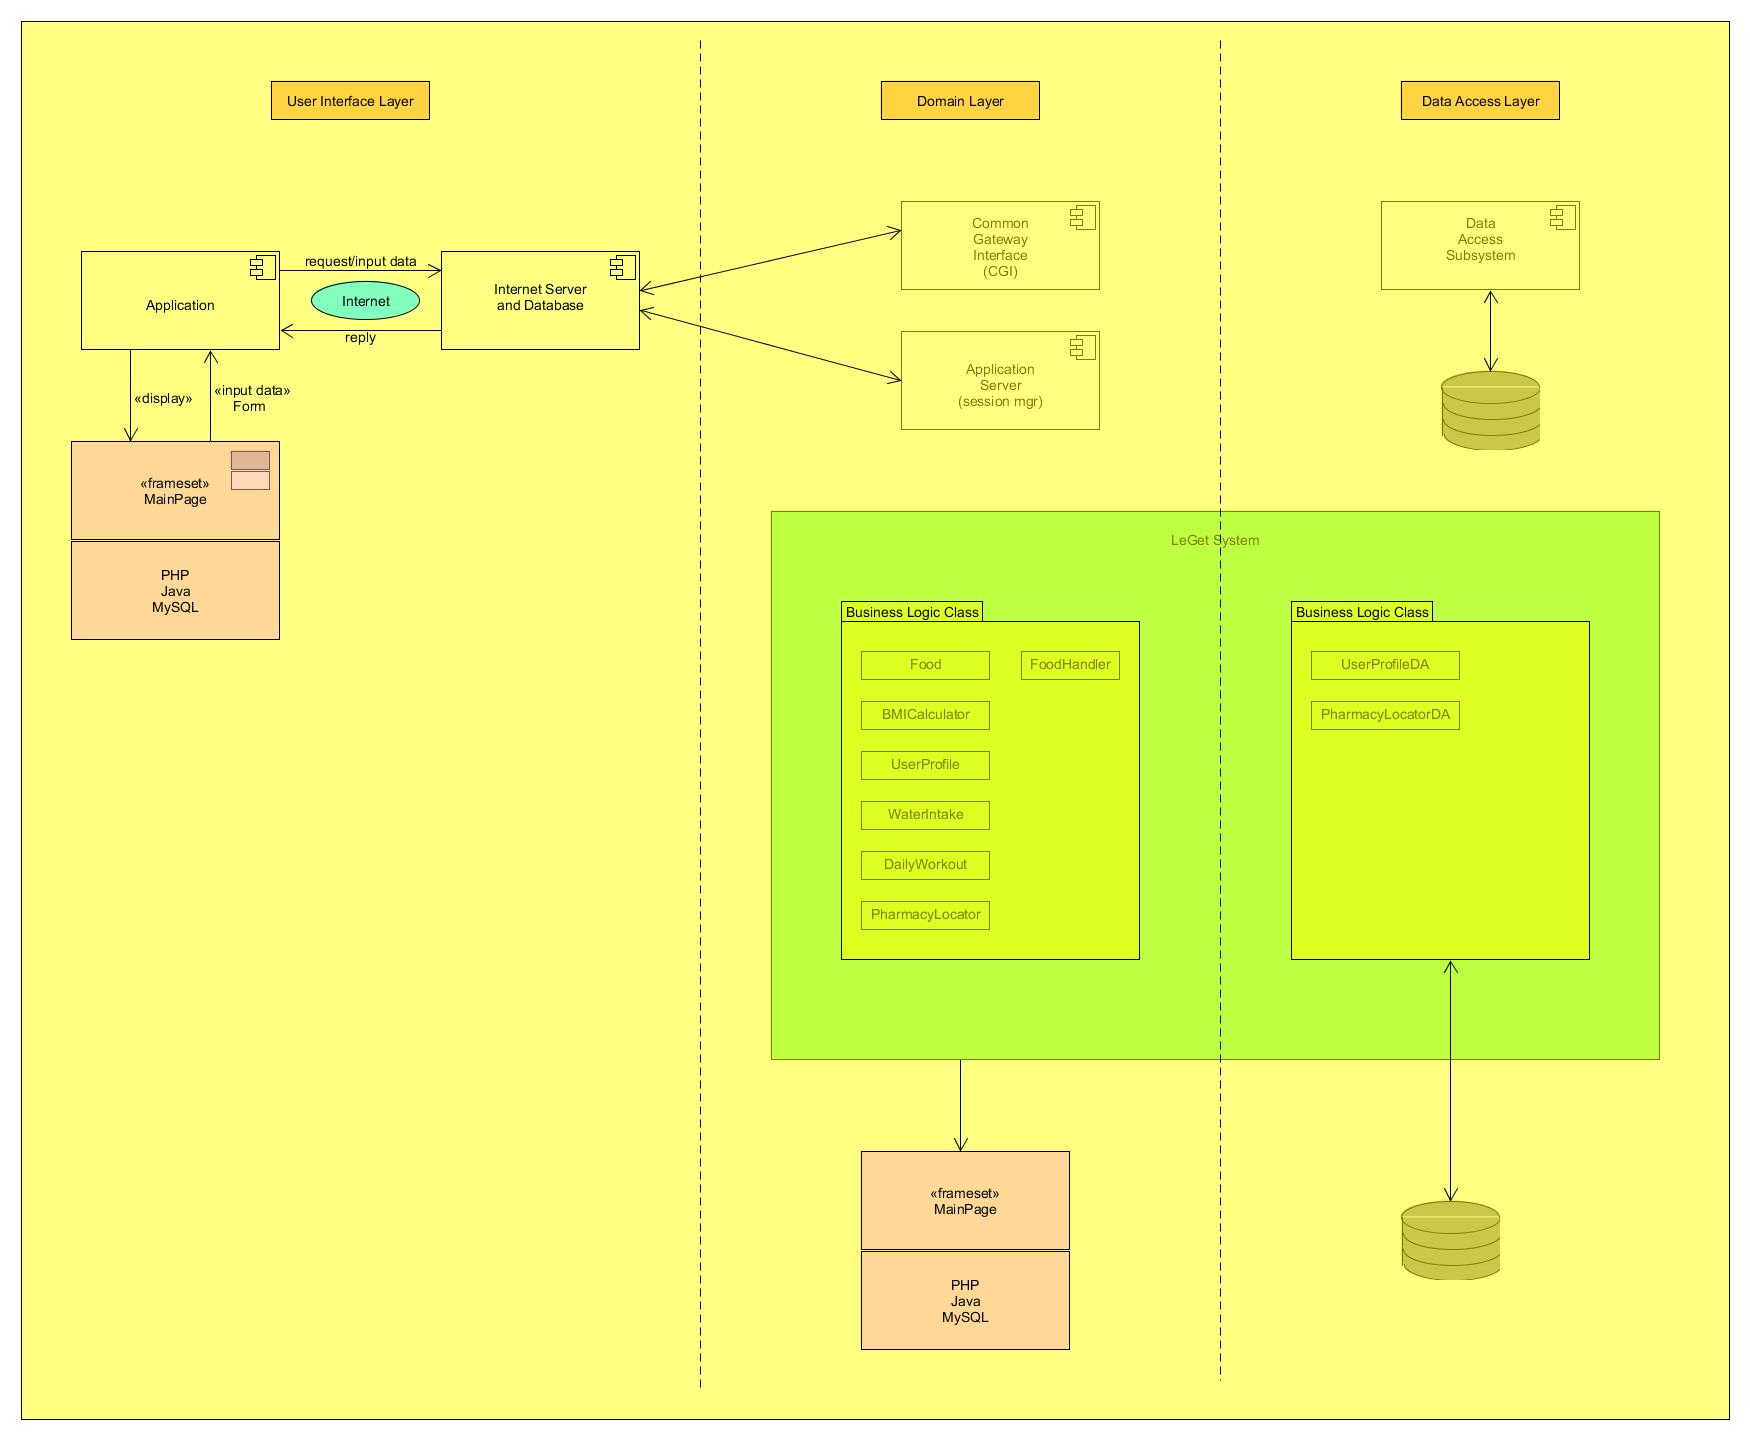 User Interface Layer
Domain Layer
Data Access Layer
Application
request/input data
Internet
reply
Internet Server
and Database
«display»
«input data»
Form
«frameset»
MainPage
PHP
Java
MySQL
Common
Gateway
Interface
(CGI)
Application
Server
(session mgr)
Data
Access
Subsystem
LeGet System
Business Logic Class
Food
FoodHandler
BMICalculator
UserProfile
WaterIntake
DailyWorkout
PharmacyLocator
Business Logic Class
UserProfileDA
PharmacyLocatorDA
«frameset»
MainPage
PHP
Java
MySQL